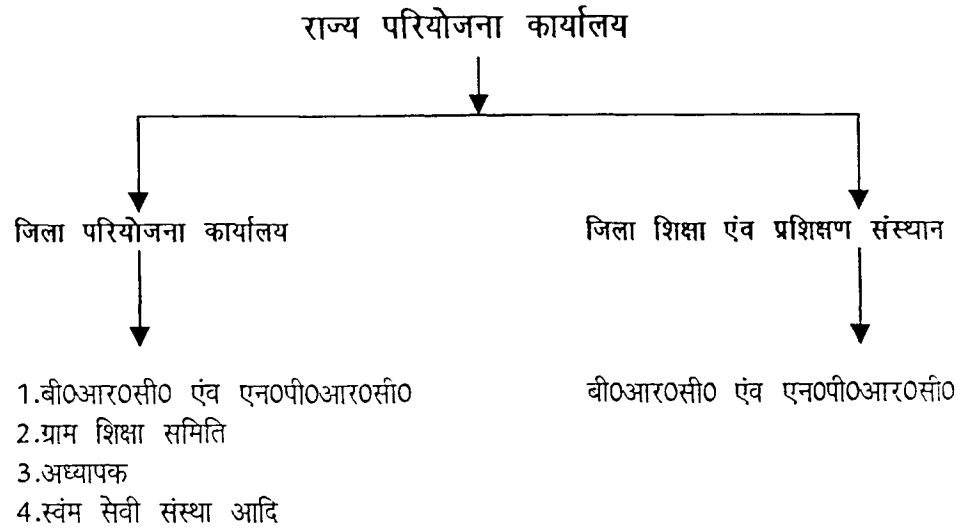 राज्य परियोजना कार्यालय
जिला परियोजना कार्यालय
जिला शिक्षा एंव प्रशिक्षण संस्थान
1.बी0आर0सी0 एंव एन0पी0आर0सी0
2.ग्राम शिक्षा समिति
3.अध्यापक
4.स्वंम सेवी संस्था आदि
बी0आर0सी0 एंव एन0पी0आर0सी0